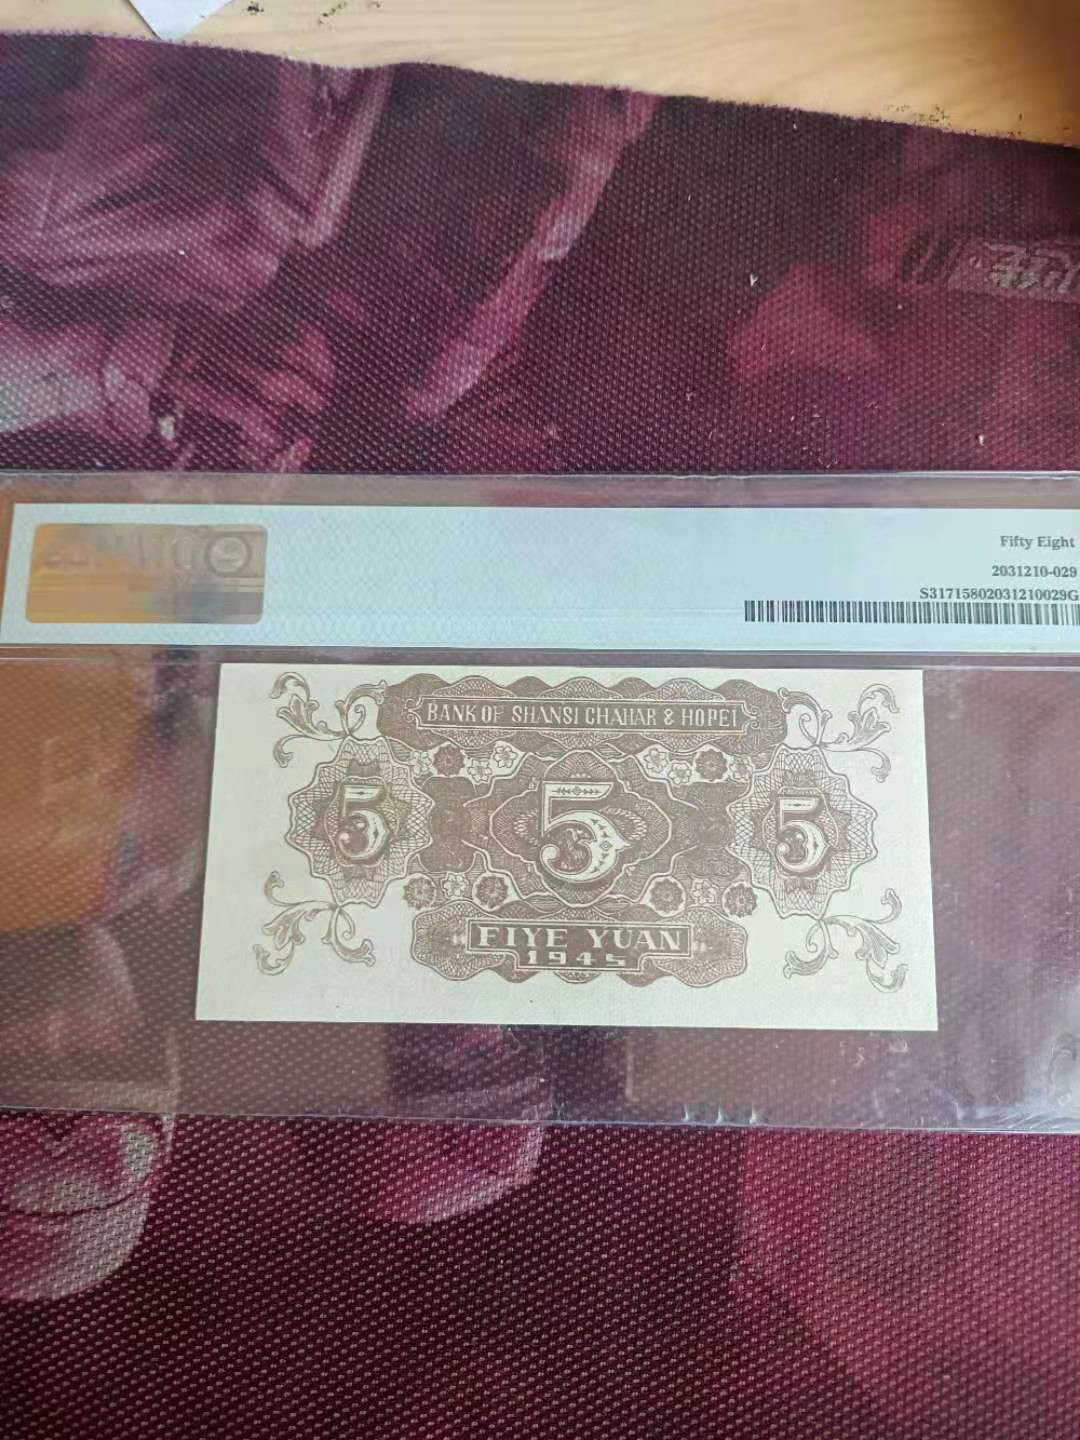 Fifty Eight
2031210-029
S31715802031210029G
BANK OF SHANSI CHAHAR & HOPEI
5 5 5
FIYE YUAN
1945